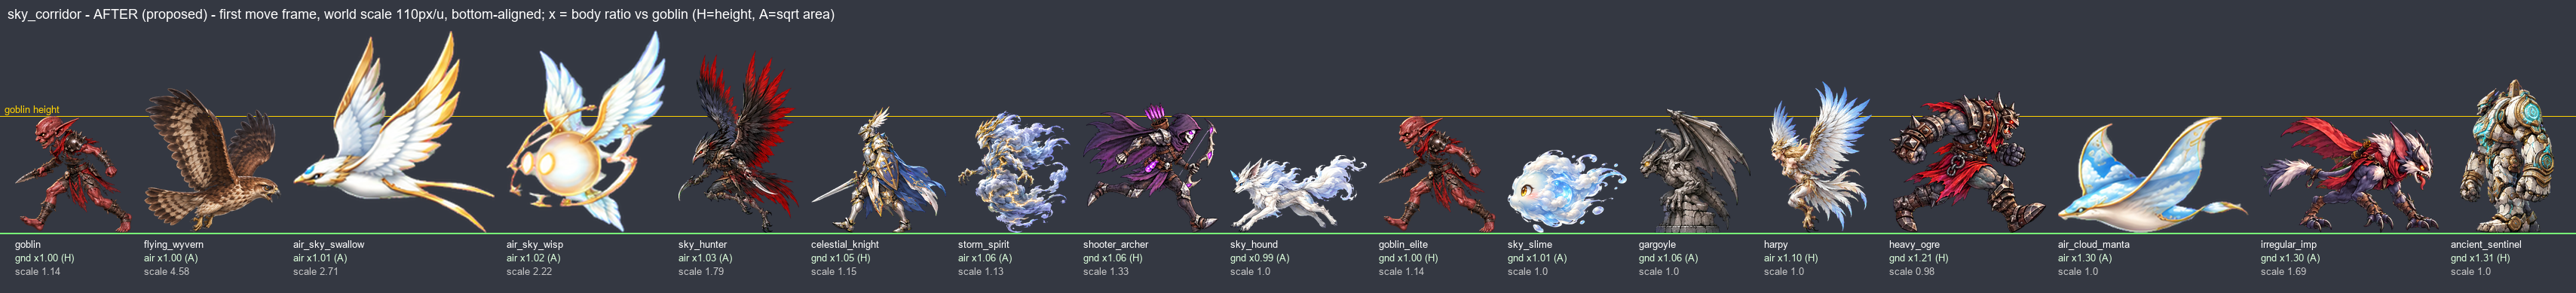 sky_corridor - AFTER (proposed) - first move frame, world scale 110px/u, bottom-aligned; x = body ratio vs goblin (H=height, A=sqrt area)
goblin height
goblin
gnd x1.00 (H)
scale 1.14
flying_wyvern
air x1.00 (A)
scale 4.58
air_sky_swallow
air x1.01 (A)
scale 2.71
air_sky_wisp
air x1.02 (A)
scale 2.22
sky_hunter
air x1.03 (A)
scale 1.79
celestial_knight
gnd x1.05 (H)
scale 1.15
storm_spirit
air x1.06 (A)
scale 1.13
shooter_archer
gnd x1.06 (H)
scale 1.33
sky_hound
gnd x0.99 (A)
scale 1.0
goblin_elite
gnd x1.00 (H)
scale 1.14
sky_slime
gnd x1.01 (A)
scale 1.0
gargoyle
gnd x1.06 (A)
scale 1.0
harpy
air x1.10 (H)
scale 1.0
heavy_ogre
gnd x1.21 (H)
scale 0.98
air_cloud_manta
air x1.30 (A)
scale 1.0
irregular_imp
gnd x1.30 (A)
scale 1.69
ancient_sentinel
gnd x1.31 (H)
scale 1.0